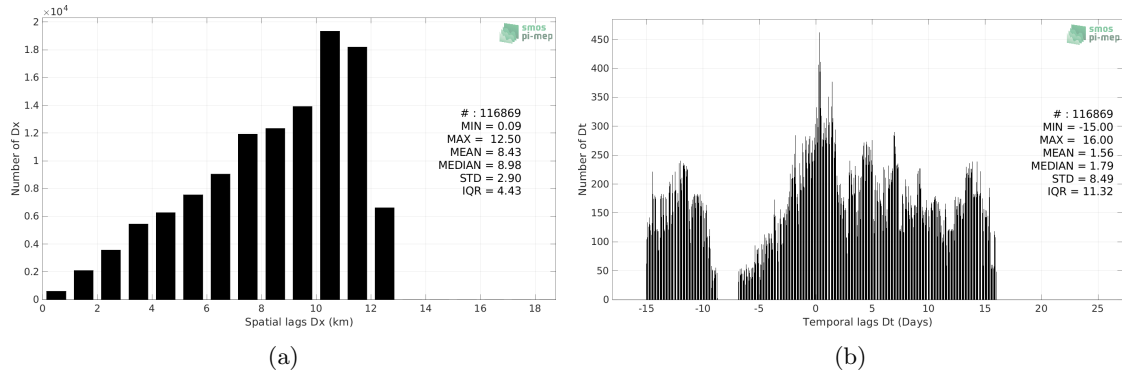 ×10⁴
2
1.8
1.6
1.4
1.2
1
0.8
0.6
0.4
0.2
0
0 2 4 6 8 10 12 14 16 18
Number of Dx
Spatial lags Dx (km)
smos
pi-mep
# : 116869
MIN = 0.09
MAX = 12.50
MEAN = 8.43
MEDIAN = 8.98
STD = 2.90
IQR = 4.43
(a)
450
400
350
300
250
200
150
100
50
0
-15 -10 -5 0 5 10 15 20 25
Number of Dt
Temporal lags Dt (Days)
smos
pi-mep
# : 116869
MIN = -15.00
MAX = 16.00
MEAN = 1.56
MEDIAN = 1.79
STD = 8.49
IQR = 11.32
(b)